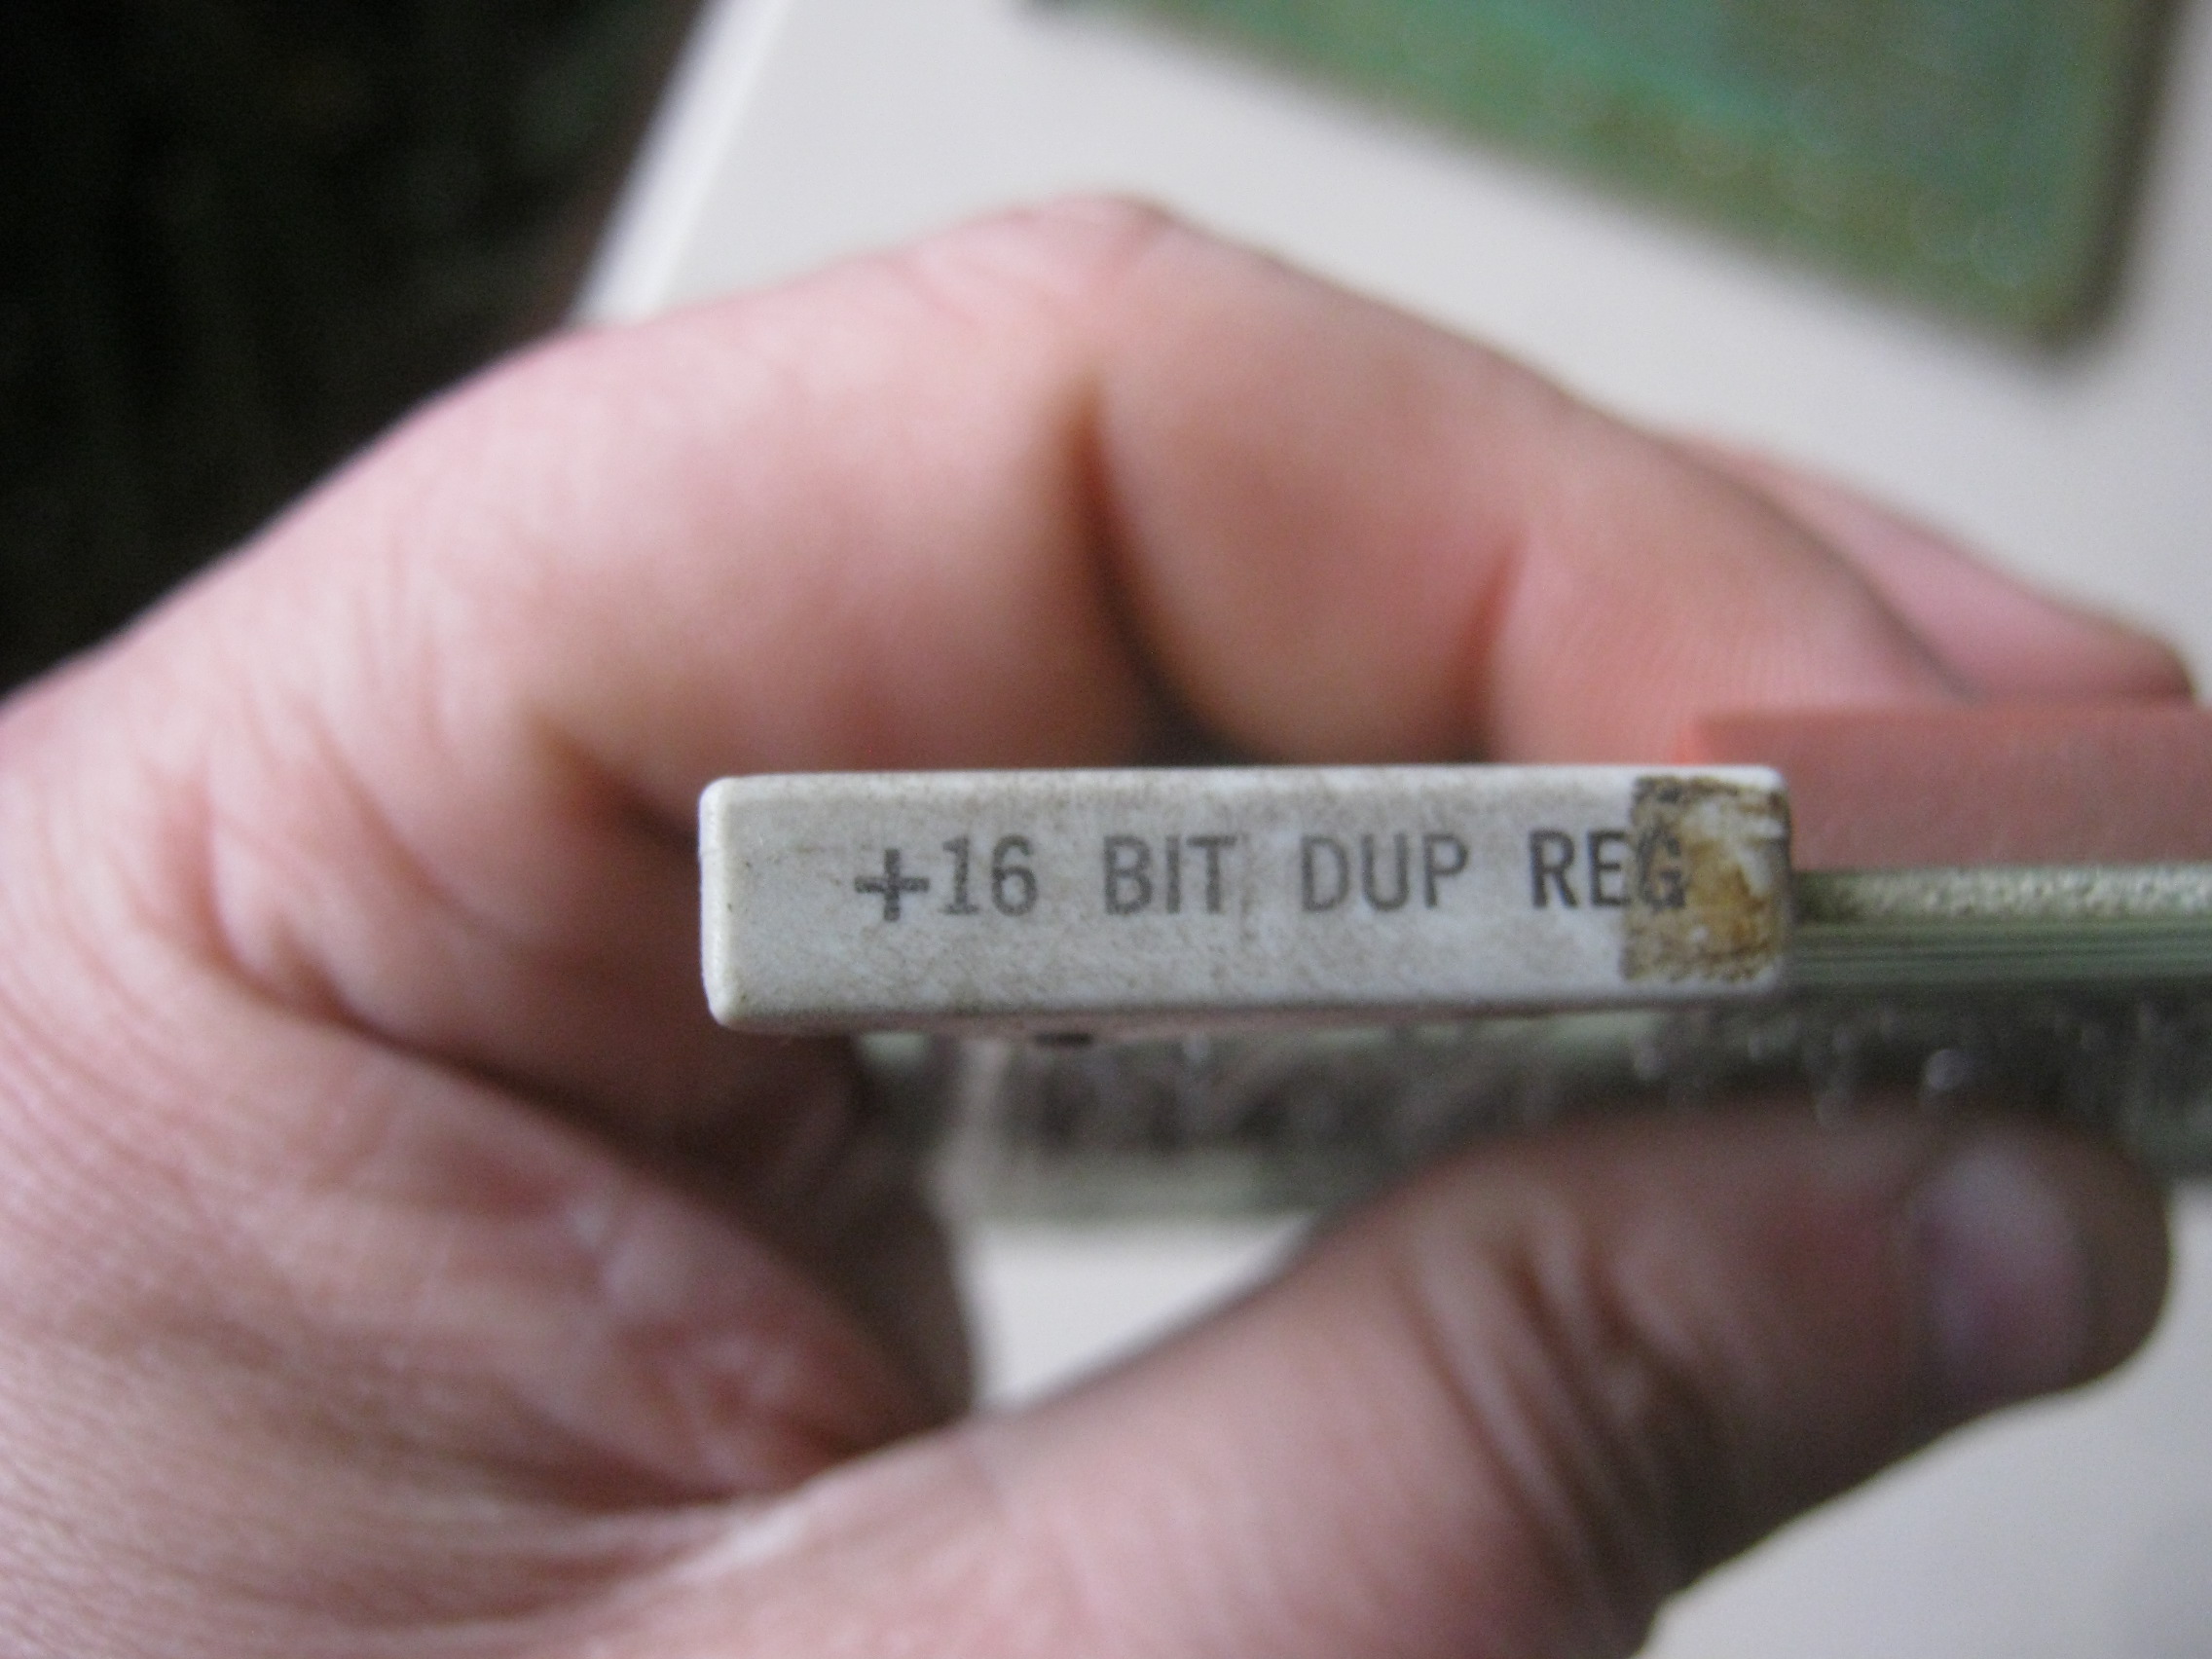 +16 BIT DUP REG